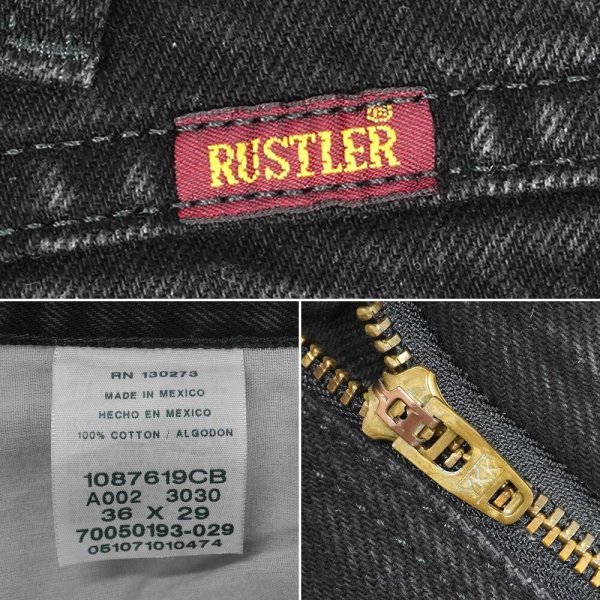 RUSTLER
RN 130273
MADE IN MEXICO
HECHO EN MEXICO
100% COTTON / ALGODON
1087619CB
A002 3030
36 X 29
70050193-029
051071010474
YKK